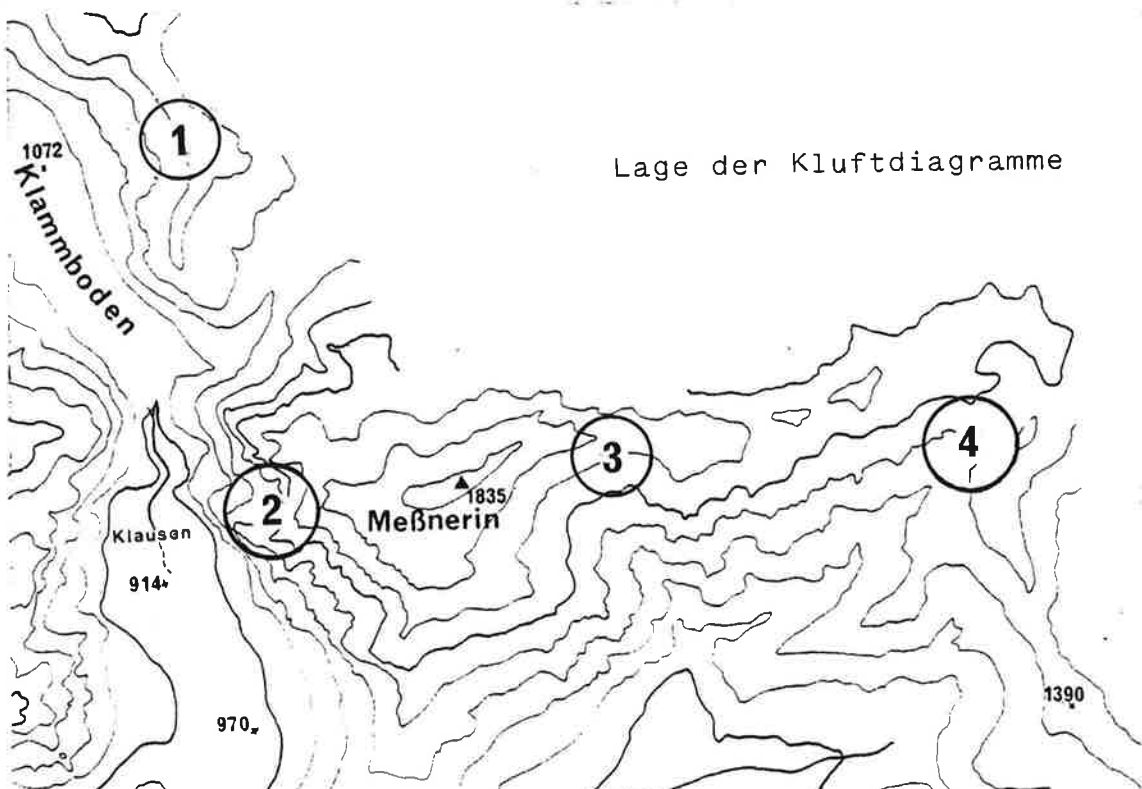 1
1072
Klammboden
Lage der Kluftdiagramme
2
3
4
1835
Meßnerin
Klausen
914
970
1390